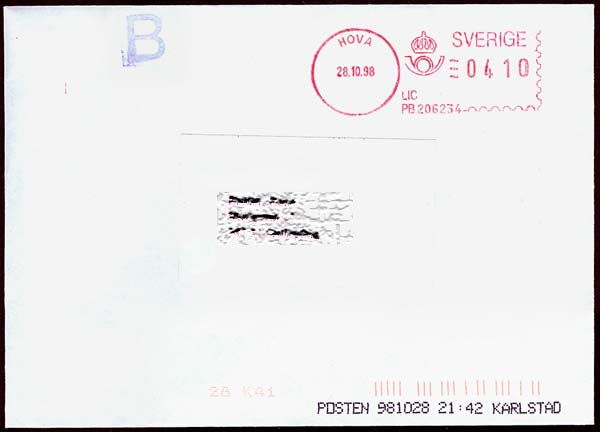 B
HOVA
28.10.98
SVERIGE
0410
LIC
PB 206234
28 K41
POSTEN 981028 21:42 KARLSTAD